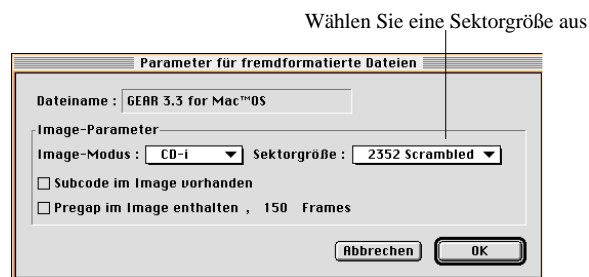 Wählen Sie eine Sektorgröße aus
Parameter für fremdformatierte Dateien
Dateiname : GEAR 3.3 for Mac™OS
Image-Parameter
Image-Modus : CD-i Sektorgröße : 2352 Scrambled
Subcode im Image vorhanden
Pregap im Image enthalten , 150 Frames
Abbrechen OK